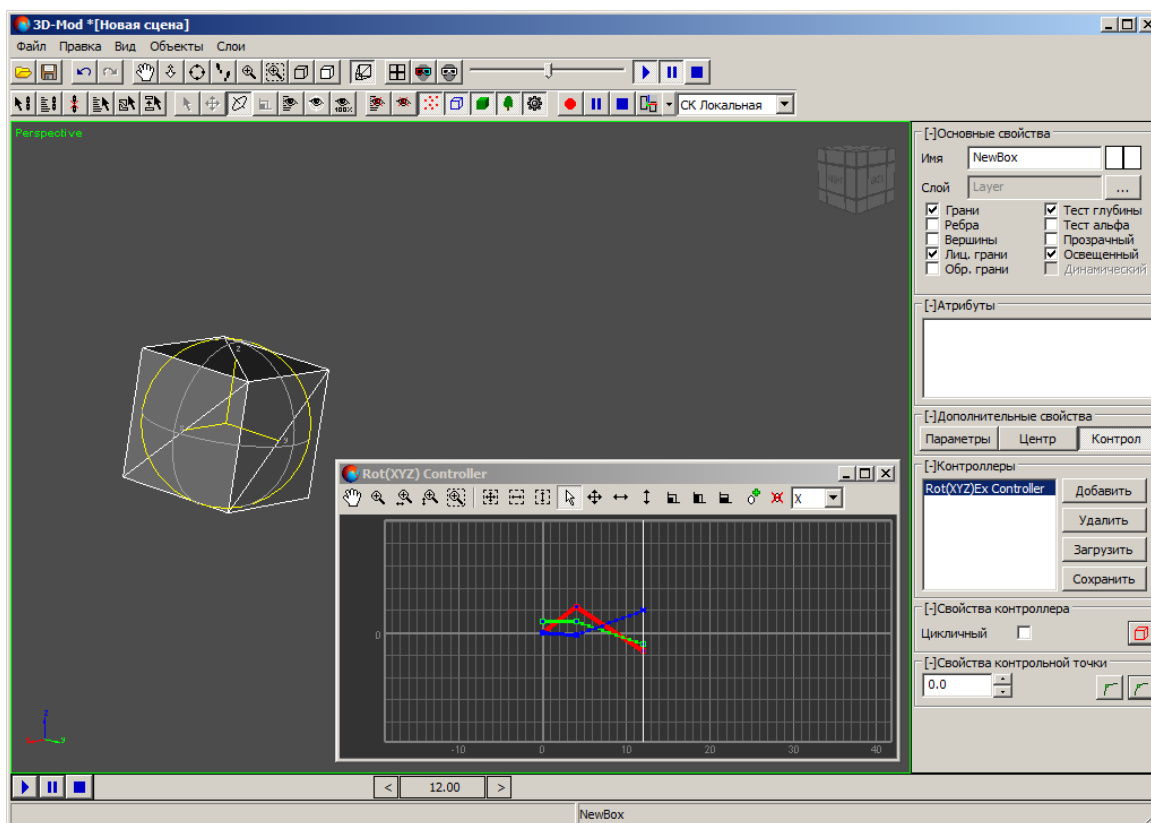 3D-Mod *[Новая сцена]
Файл Правка Вид Объекты Слои
100%
СК Локальная
Perspective
[-]Основные свойства
Имя NewBox
Слой Layer ...
Грани Тест глубины
Ребра Тест альфа
Вершины Прозрачный
Лиц. грани Освещенный
Обр. грани Динамический
[-]Атрибуты
[-]Дополнительные свойства
Параметры Центр Контрол
[-]Контроллеры
Rot(XYZ)Ex Controller Добавить
Удалить
Загрузить
Сохранить
[-]Свойства контроллера
Цикличный
[-]Свойства контрольной точки
0.0
z
y
Rot(XYZ) Controller
X
0
-10 0 10 20 30 40
z
y
< 12.00 >
NewBox